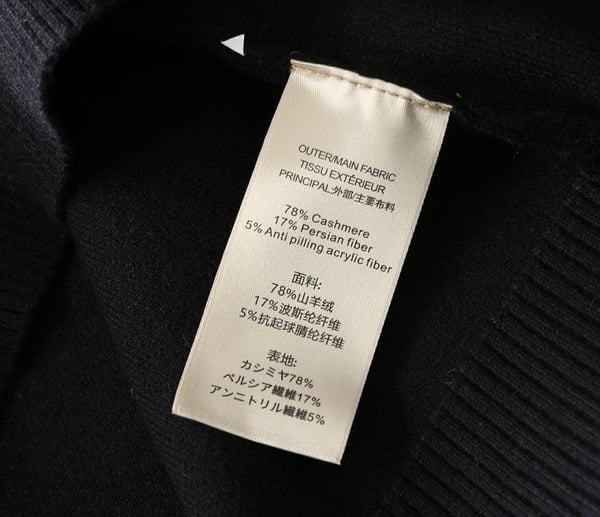 OUTER/MAIN FABRIC
TISSU EXTÉRIEUR
PRINCIPAL:外部/主要布料
78% Cashmere
17% Persian fiber
5% Anti pilling acrylic fiber
面料:
78%山羊绒
17%波斯纶纤维
5%抗起球腈纶纤维
表地:
カシミヤ78%
ペルシア繊維17%
アンニトリル繊維5%